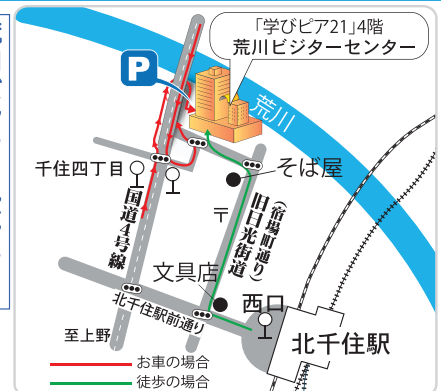 「学びピア21」4階
荒川ビジターセンター
P
荒川
千住四丁目
そば屋
国道4号線
〒
(宿場町通り)
旧日光街道
文具店
西口
北千住駅前通り
北千住駅
至上野
お車の場合
徒歩の場合